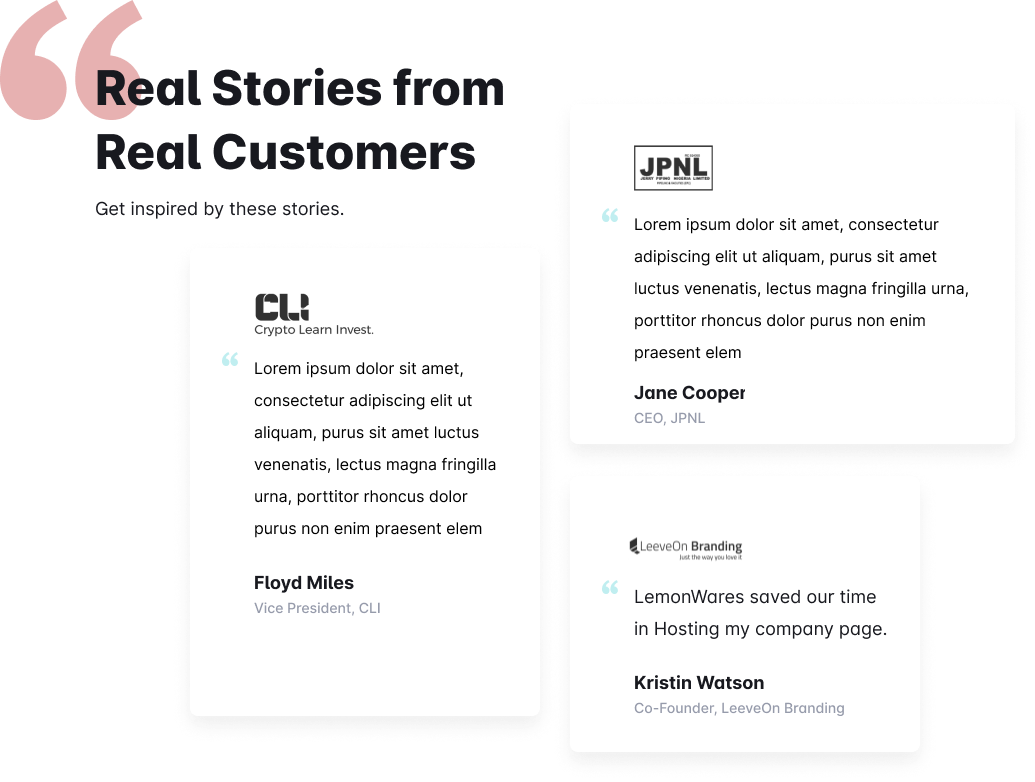 Real Stories from
Real Customers
Get inspired by these stories.
JPNL
JERRY PIPING NIGERIA LIMITED
“
Lorem ipsum dolor sit amet, consectetur
adipiscing elit ut aliquam, purus sit amet
luctus venenatis, lectus magna fringilla urna,
porttitor rhoncus dolor purus non enim
praesent elem
Jane Cooper
CEO, JPNL
CLI
Crypto Learn Invest.
“
Lorem ipsum dolor sit amet,
consectetur adipiscing elit ut
aliquam, purus sit amet luctus
venenatis, lectus magna fringilla
urna, porttitor rhoncus dolor
purus non enim praesent elem
Floyd Miles
Vice President, CLI
LeeveOn Branding
Just the way you love it
“
LemonWares saved our time
in Hosting my company page.
Kristin Watson
Co-Founder, LeeveOn Branding